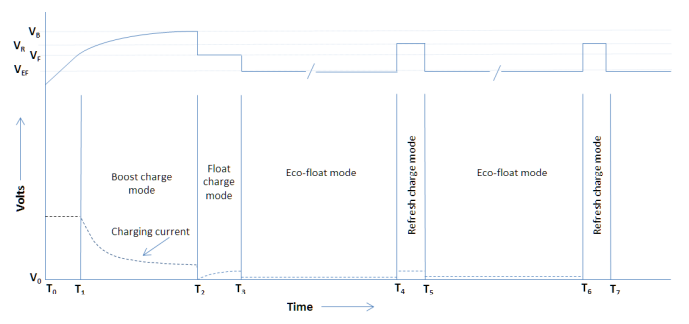 V_B
V_R V_F
V_EF
Volts
Boost charge
mode
Float
charge
mode
Eco-float mode
Refresh charge mode
Eco-float mode
Refresh charge mode
Charging current
V_0
T_0 T_1 T_2 T_3 T_4 T_5 T_6 T_7
Time